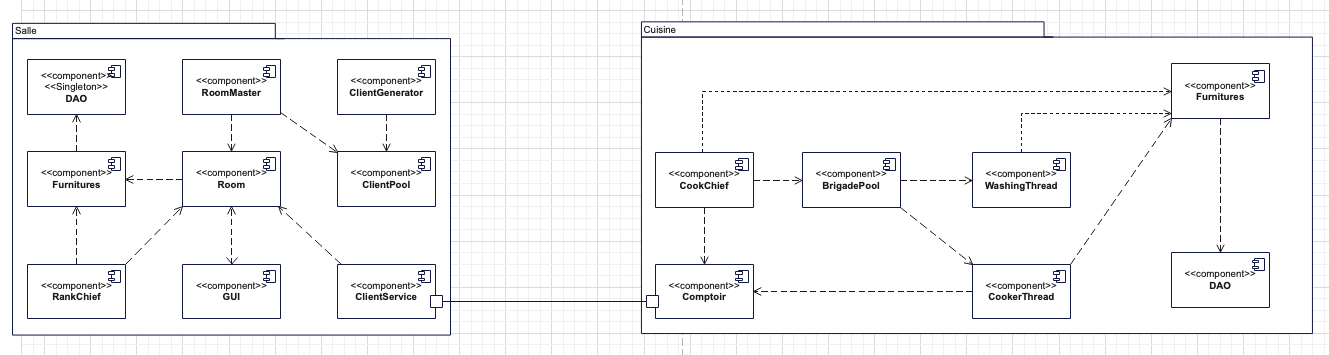 Salle
<<component>>
<<Singleton>>
DAO
<<component>>
RoomMaster
<<component>>
ClientGenerator
<<component>>
Furnitures
<<component>>
Room
<<component>>
ClientPool
<<component>>
RankChief
<<component>>
GUI
<<component>>
ClientService
Cuisine
<<component>>
Furnitures
<<component>>
CookChief
<<component>>
BrigadePool
<<component>>
WashingThread
<<component>>
Comptoir
<<component>>
CookerThread
<<component>>
DAO